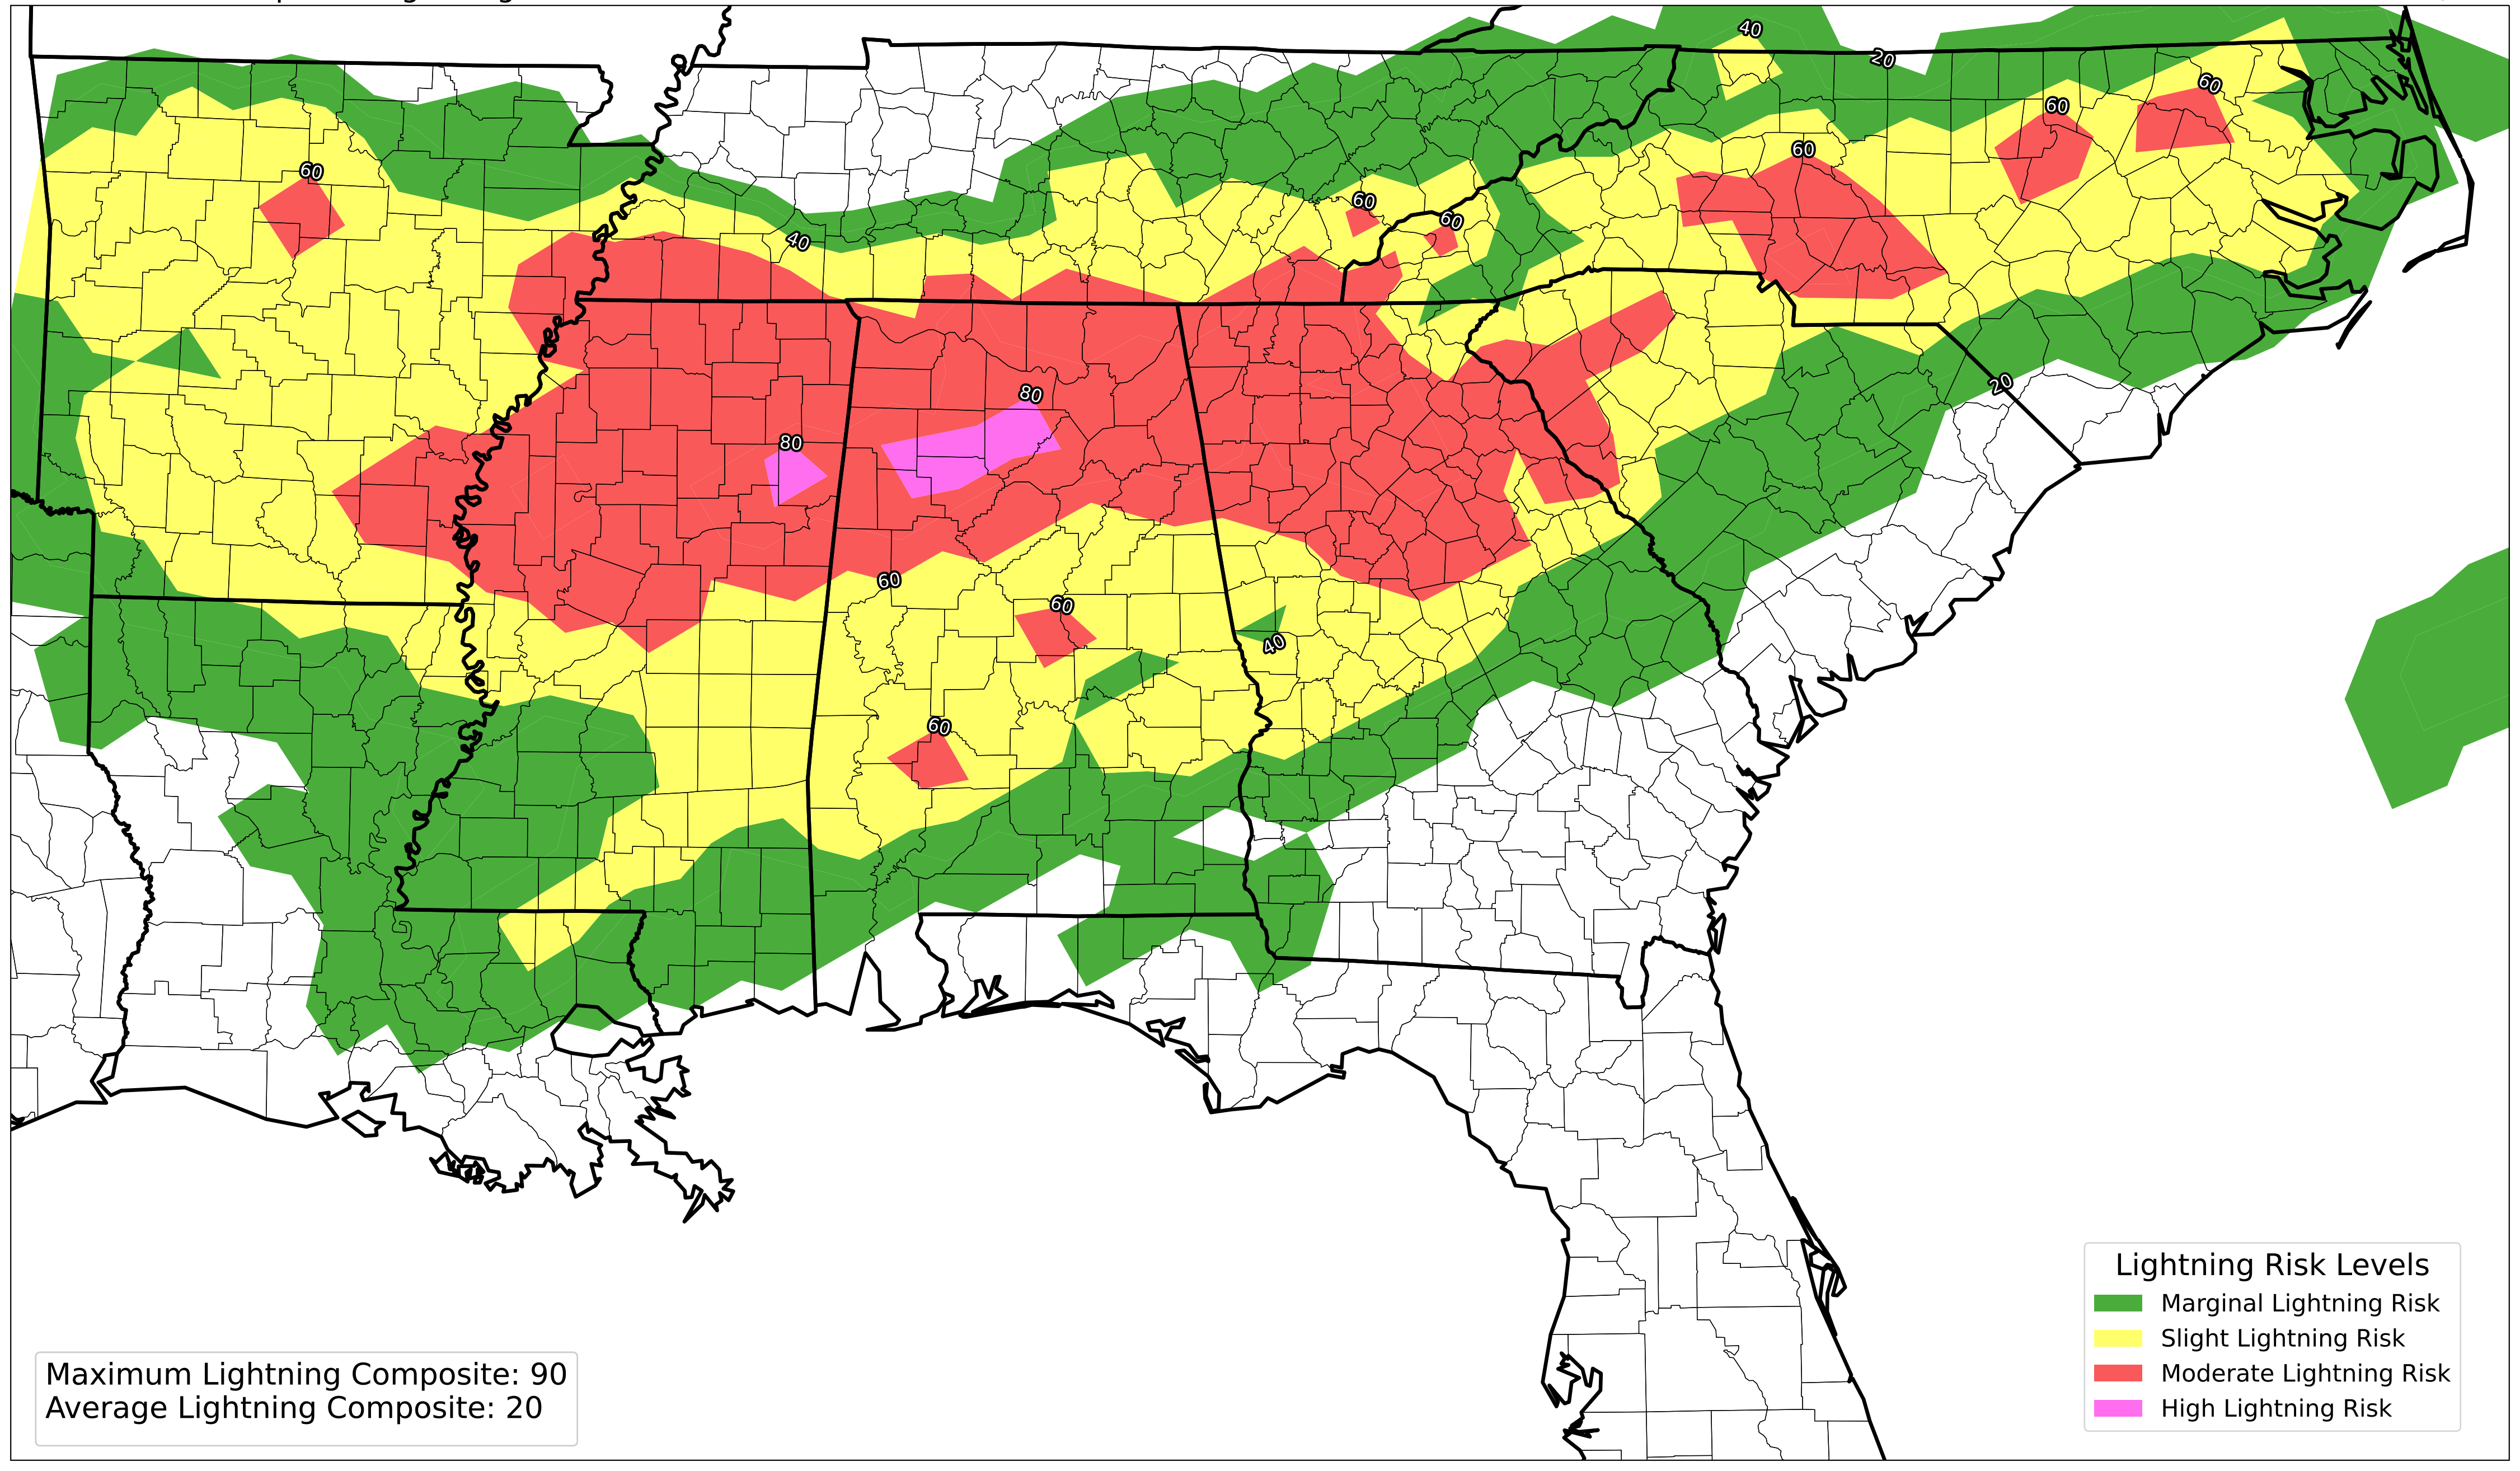 40
20
60
60
60
60
60
60
40
20
80
80
60
60
40
60
Lightning Risk Levels
Marginal Lightning Risk
Slight Lightning Risk
Moderate Lightning Risk
High Lightning Risk
Maximum Lightning Composite: 90
Average Lightning Composite: 20